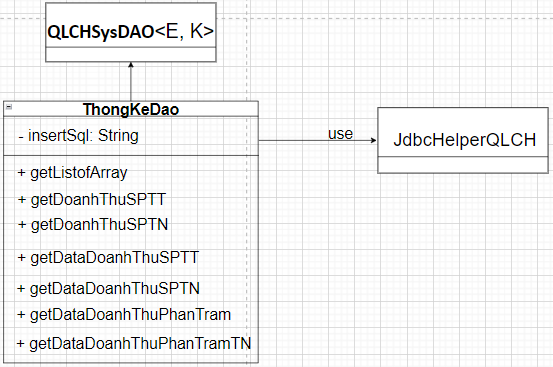 QLCHSysDAO<E, K>
ThongKeDao
- insertSql: String
use
JdbcHelperQLCH
+ getListofArray
+ getDoanhThuSPTT
+ getDoanhThuSPTN
+ getDataDoanhThuSPTT
+ getDataDoanhThuSPTN
+ getDataDoanhThuPhanTram
+ getDataDoanhThuPhanTramTN